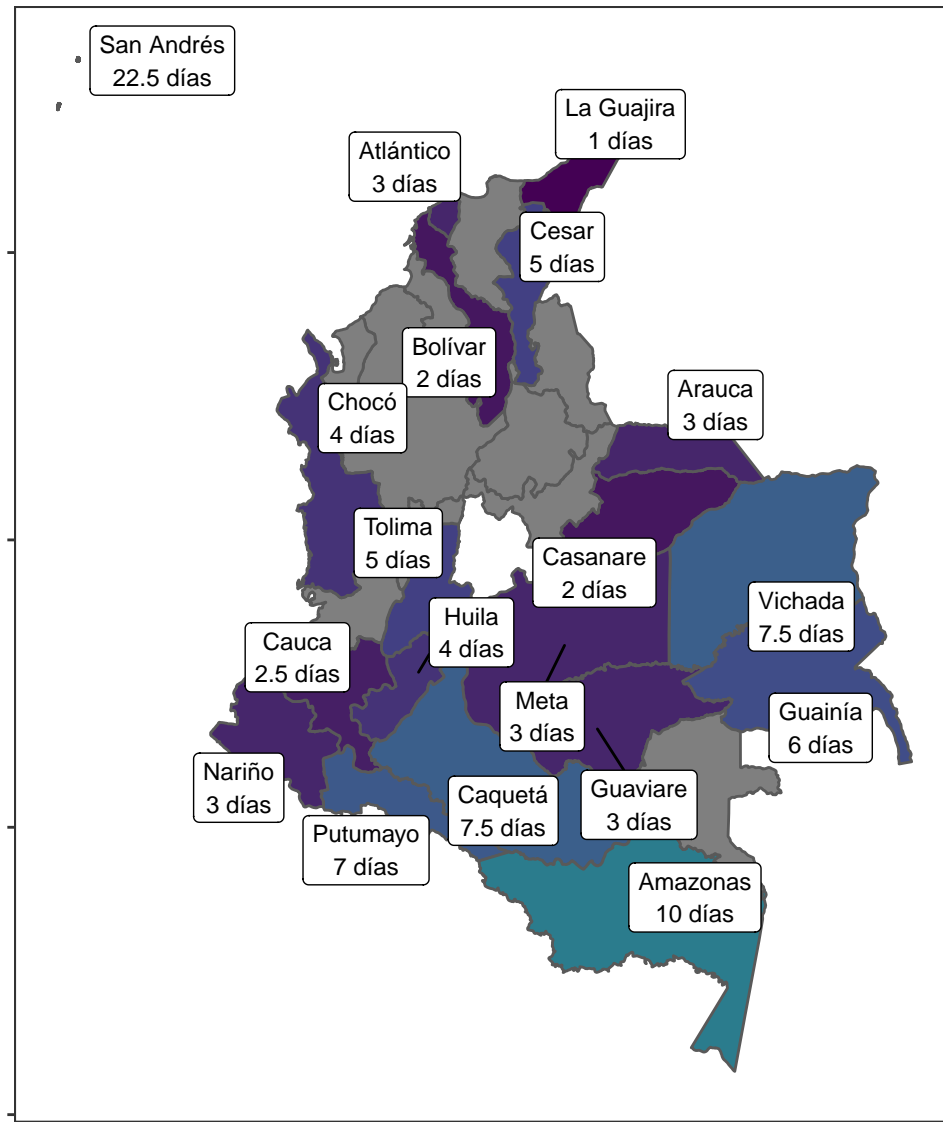 San Andrés
22.5 días
La Guajira
1 días
Atlántico
3 días
Cesar
5 días
Bolívar
2 días
Arauca
3 días
Chocó
4 días
Tolima
5 días
Casanare
2 días
Vichada
7.5 días
Huila
4 días
Cauca
2.5 días
Meta
3 días
Guainía
6 días
Nariño
3 días
Caquetá
7.5 días
Guaviare
3 días
Putumayo
7 días
Amazonas
10 días